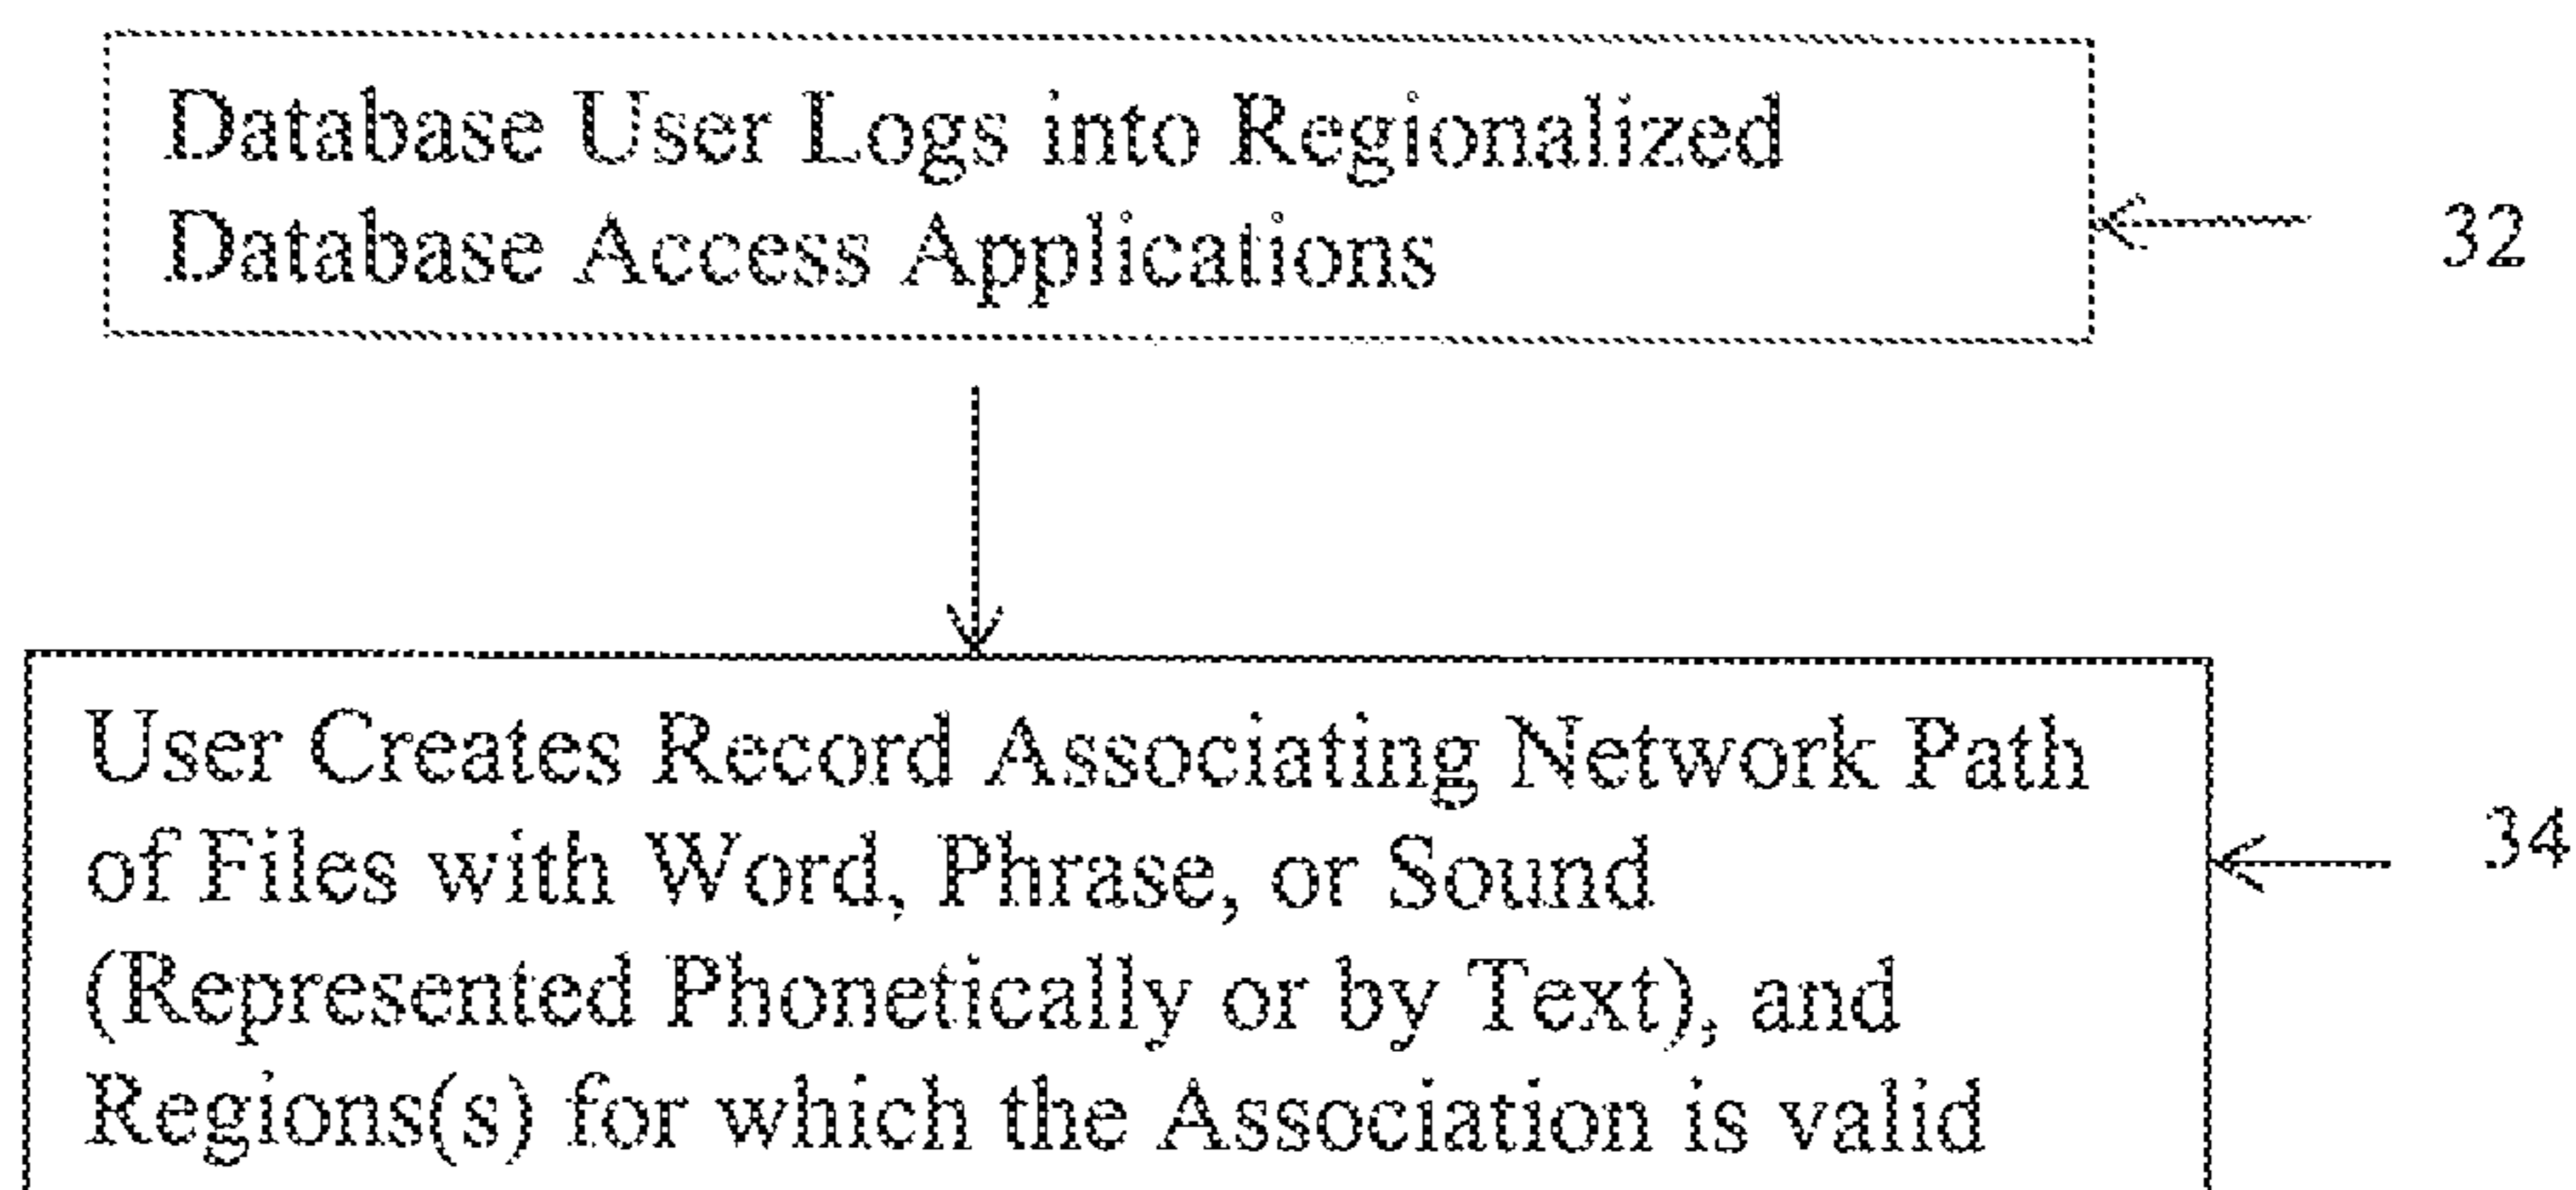 Database User Logs into Regionalized
Database Access Applications
32
User Creates Record Associating Network Path
of Files with Word, Phrase, or Sound
(Represented Phonetically or by Text), and
Regions(s) for which the Association is valid
34